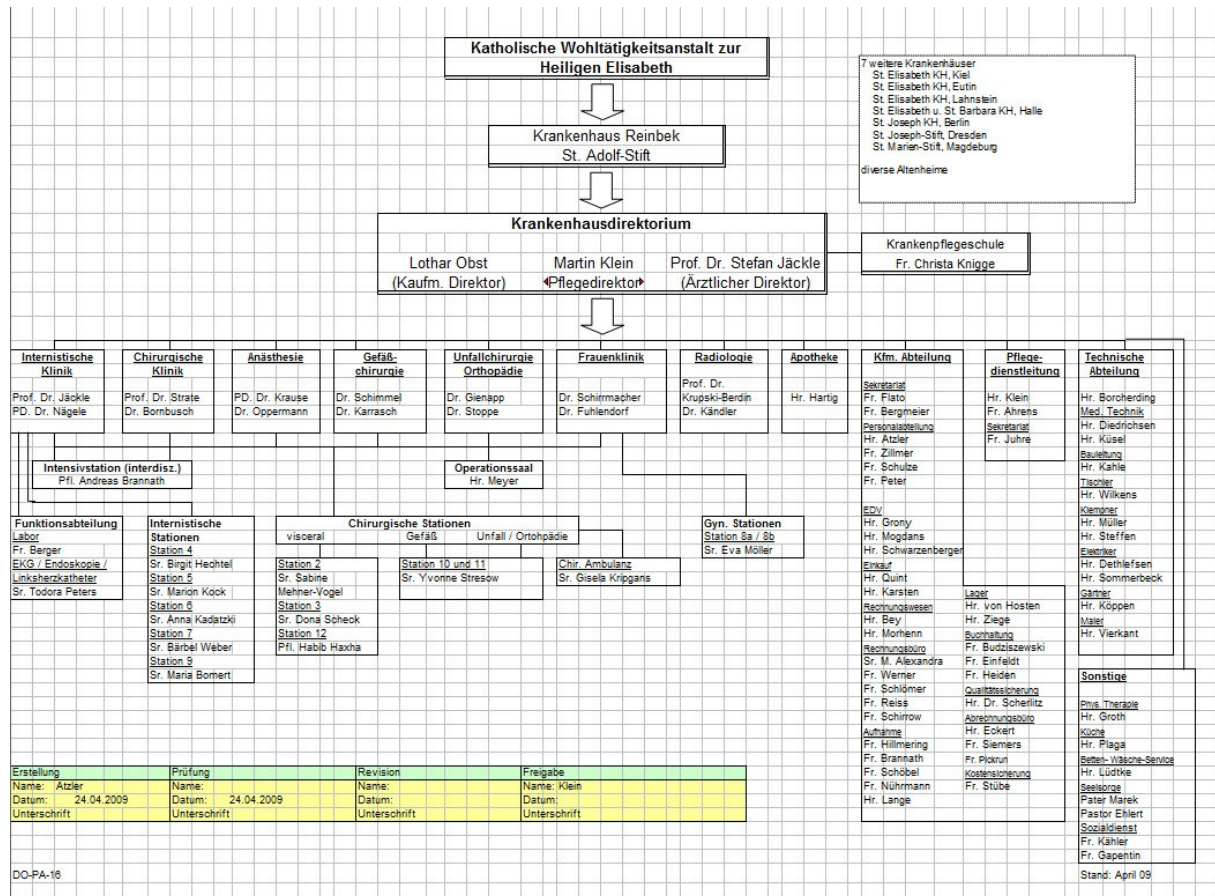 Katholische Wohltätigkeitsanstalt zur
Heiligen Elisabeth
7 weitere Krankenhäuser
St. Elisabeth KH, Kiel
St. Elisabeth KH, Eutin
St. Elisabeth KH, Lahnstein
St. Elisabeth u. St. Barbara KH, Halle
St. Joseph KH, Berlin
St. Joseph-Stift, Dresden
St. Marien-Stift, Magdeburg
diverse Altenheime
Krankenhaus Reinbek
St. Adolf-Stift
Krankenhausdirektorium
Lothar Obst
(Kaufm. Direktor)
Martin Klein
Pflegedirektor
Prof. Dr. Stefan Jäckle
(Ärztlicher Direktor)
Krankenpflegeschule
Fr. Christa Knigge
Internistische
Klinik
Prof. Dr. Jäckle
PD. Dr. Nägele
Chirurgische
Klinik
Prof. Dr. Strate
Dr. Bornbusch
Anästhesie
PD. Dr. Krause
Dr. Oppermann
Gefäß-
chirurgie
Dr. Schimmel
Dr. Karrasch
Unfallchirurgie
Orthopädie
Dr. Gienapp
Dr. Stoppe
Frauenklinik
Dr. Schirrmacher
Dr. Fuhlendorf
Radiologie
Prof. Dr.
Krupski-Berdin
Dr. Kändler
Apotheke
Hr. Hartig
Kfm. Abteilung
Sekretariat
Fr. Flato
Fr. Bergmeier
Personalabteilung
Hr. Atzler
Fr. Zillmer
Fr. Schulze
Fr. Peter
EDV
Hr. Grony
Hr. Mogdans
Hr. Schwarzenberger
Einkauf
Hr. Quint
Hr. Karsten
Rechnungswesen
Hr. Bey
Hr. Morhenn
Rechnungsbüro
Sr. M. Alexandra
Fr. Werner
Fr. Schlömer
Fr. Reiss
Fr. Schirrow
Aufnahme
Fr. Hillmering
Fr. Brannath
Fr. Schöbel
Fr. Nührmann
Hr. Lange
Lager
Hr. von Hosten
Hr. Ziege
Buchhaltung
Fr. Budziszewski
Fr. Einfeldt
Fr. Heiden
Qualitätssicherung
Hr. Dr. Scherlitz
Abrechnungsbüro
Hr. Eckert
Fr. Siemers
Fr. Pickrun
Kostensicherung
Fr. Stübe
Pflege-
dienstleitung
Hr. Klein
Fr. Ahrens
Sekretariat
Fr. Juhre
Technische
Abteilung
Hr. Borcherding
Med. Technik
Hr. Diedrichsen
Hr. Küsel
Bauleitung
Hr. Kahle
Tischler
Hr. Wilkens
Klempner
Hr. Müller
Hr. Steffen
Elektriker
Hr. Dethlefsen
Hr. Sommerbeck
Gärtner
Hr. Köppen
Maler
Hr. Vierkant
Sonstige
Phys. Therapie
Hr. Groth
Küche
Hr. Plaga
Betten- Wäsche-Service
Hr. Lüdtke
Seelsorge
Pater Marek
Pastor Ehlert
Sozialdienst
Fr. Kähler
Fr. Gapentin
Intensivstation (interdisz.)
Pfl. Andreas Brannath
Operationssaal
Hr. Meyer
Funktionsabteilung
Labor
Fr. Berger
EKG / Endoskopie /
Linksherzkatheter
Sr. Todora Peters
Internistische
Stationen
Station 4
Sr. Birgit Hechtel
Station 5
Sr. Marion Kock
Station 6
Sr. Anna Kadatzki
Station 7
Sr. Bärbel Weber
Station 9
Sr. Maria Bomert
Chirurgische Stationen
visceral Gefäß Unfall / Ortohpädie
Station 2
Sr. Sabine
Mehner-Vogel
Station 3
Sr. Dona Scheck
Station 12
Pfl. Habib Haxha
Station 10 und 11
Sr. Yvonne Stresow
Chir. Ambulanz
Sr. Gisela Kripgans
Gyn. Stationen
Station 8a / 8b
Sr. Eva Möller
Erstellung Prüfung Revision Freigabe
Name: Atzler Name: Name: Name: Klein
Datum: 24.04.2009 Datum: 24.04.2009 Datum: Datum:
Unterschrift Unterschrift Unterschrift Unterschrift
DO-PA-16
Stand: April 09